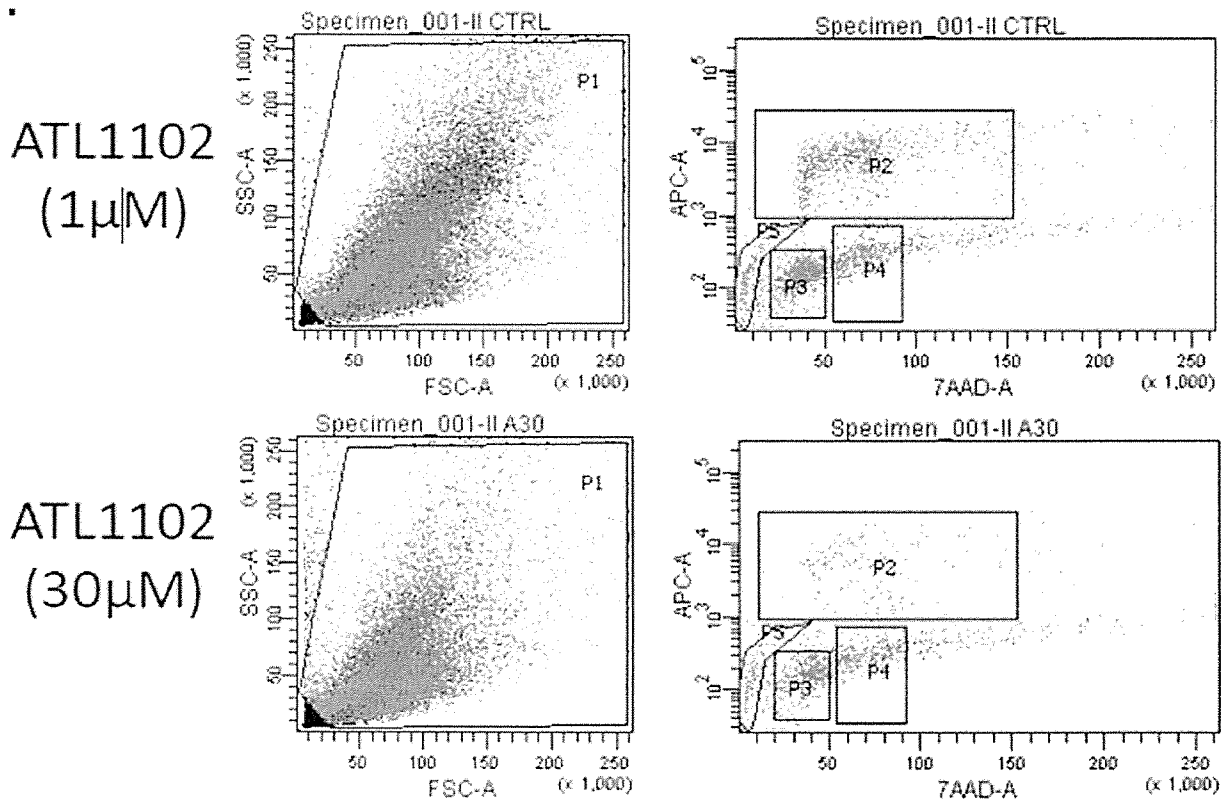 Specimen_001-II CTRL
Specimen_001-II CTRL
ATL1102
(1µM)
(x 1,000)
SSC-A
250
200
150
100
50
P1
50 100 150 200 250
FSC-A (x 1,000)
APC-A
10^5
10^4
10^3
10^2
P2
P5
P3
P4
50 100 150 200
7AAD-A (x 1,000)
Specimen_001-II A30
Specimen_001-II A30
ATL1102
(30µM)
(x 1,000)
SSC-A
250
200
150
100
50
P1
50 100 150 200 250
FSC-A (x 1,000)
APC-A
10^5
10^4
10^3
10^2
P2
P5
P3
P4
50 100 150 200
7AAD-A (x 1,000)